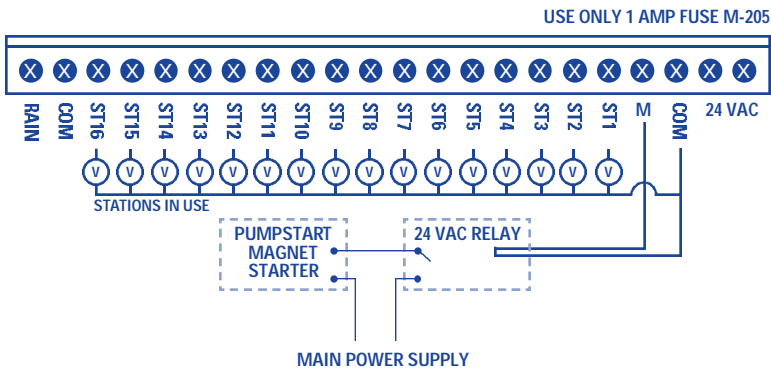 USE ONLY 1 AMP FUSE M-205
X X X X X X X X X X X X X X X X X X X X X X
RAIN COM ST16 ST15 ST14 ST13 ST12 ST11 ST10 ST9 ST8 ST7 ST6 ST5 ST4 ST3 ST2 ST1 M COM 24 VAC
V V V V V V V V V V V V V V V V
STATIONS IN USE
PUMPSTART
MAGNET
STARTER
24 VAC RELAY
MAIN POWER SUPPLY